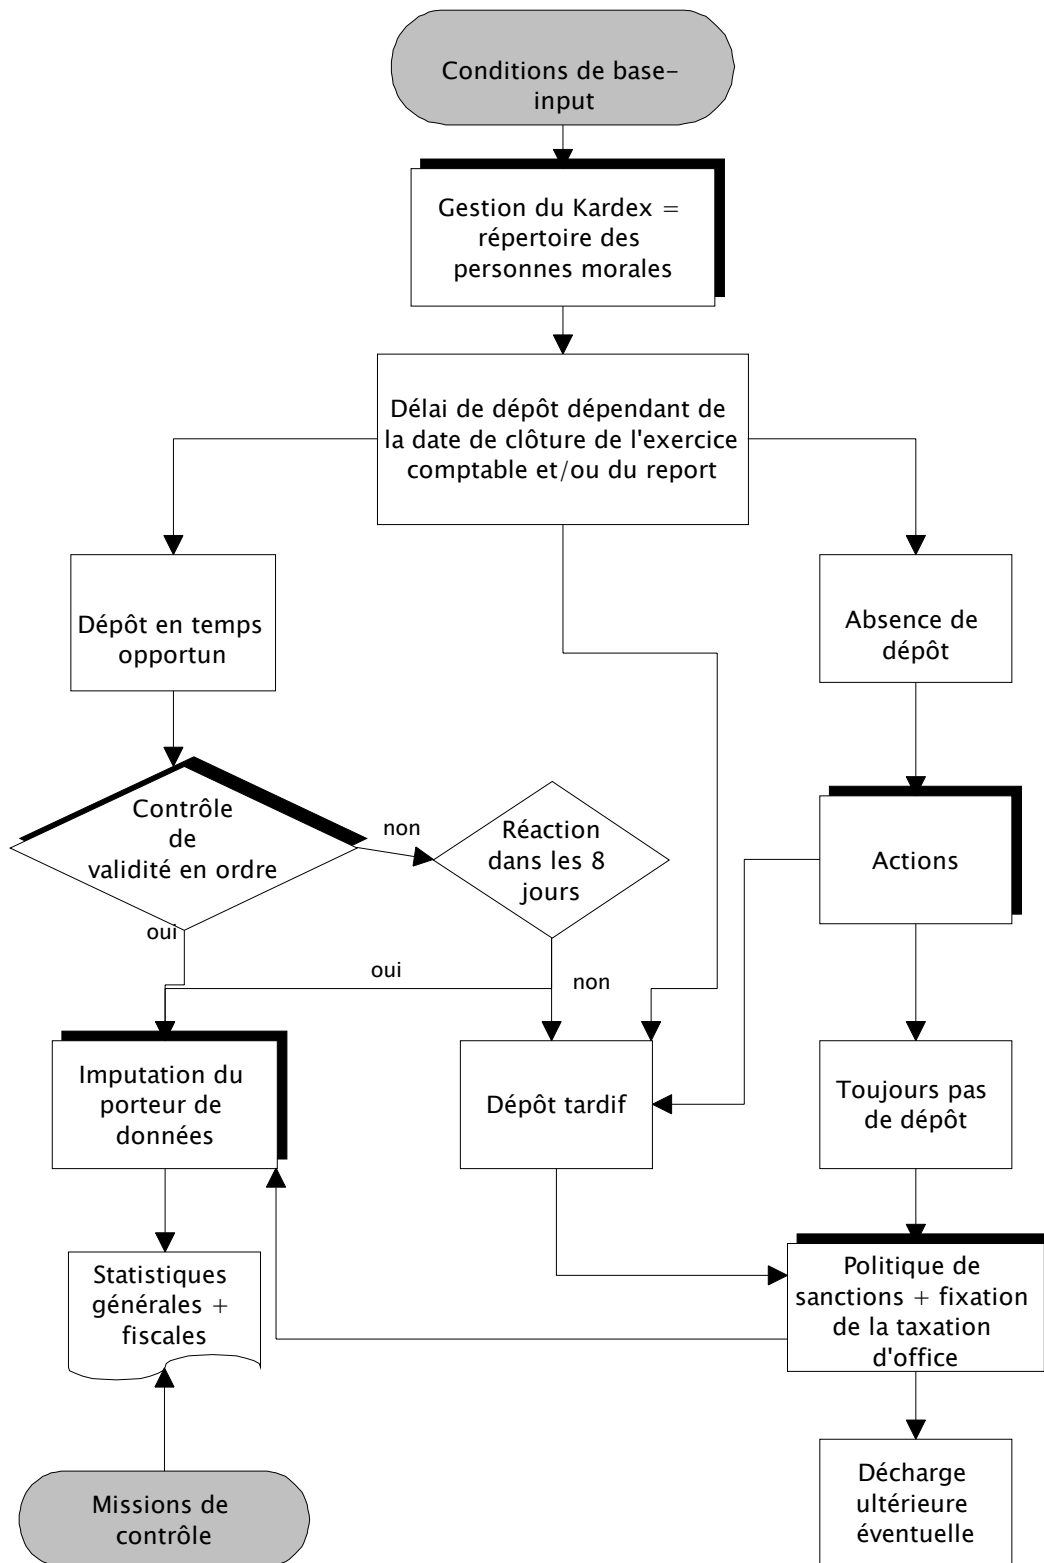 Conditions de base-
input
Gestion du Kardex =
répertoire des
personnes morales
Délai de dépôt dépendant de
la date de clôture de l'exercice
comptable et/ou du report
Dépôt en temps
opportun
Absence de
dépôt
Contrôle
de
validité en ordre
non
Réaction
dans les 8
jours
Actions
oui
oui
non
Imputation du
porteur de
données
Dépôt tardif
Toujours pas
de dépôt
Statistiques
générales +
fiscales
Politique de
sanctions + fixation
de la taxation
d'office
Missions de
contrôle
Décharge
ultérieure
éventuelle